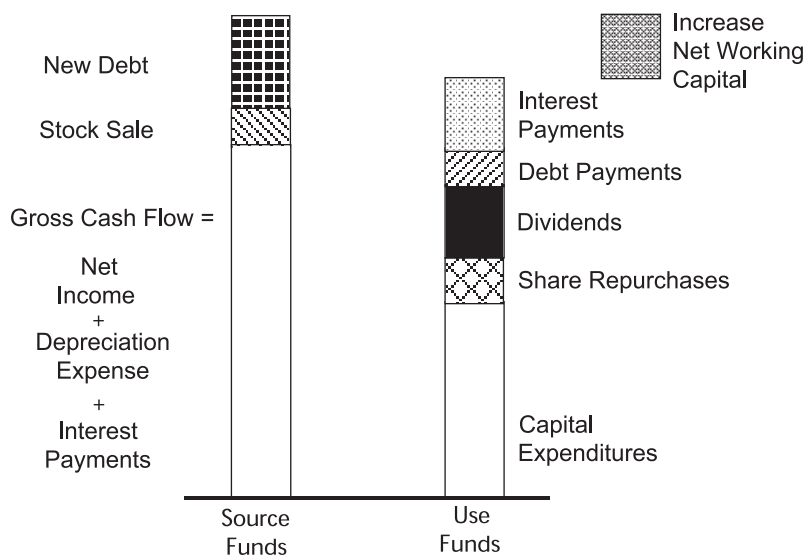 New Debt
Stock Sale
Gross Cash Flow =
Net
Income
+
Depreciation
Expense
+
Interest
Payments
Source
Funds
Increase
Net Working
Capital
Interest
Payments
Debt Payments
Dividends
Share Repurchases
Capital
Expenditures
Use
Funds